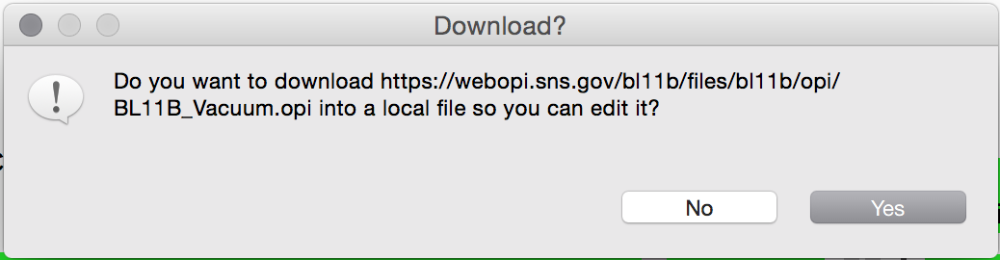 Download?
Do you want to download https://webopi.sns.gov/bl11b/files/bl11b/opi/
BL11B_Vacuum.opi into a local file so you can edit it?
No
Yes